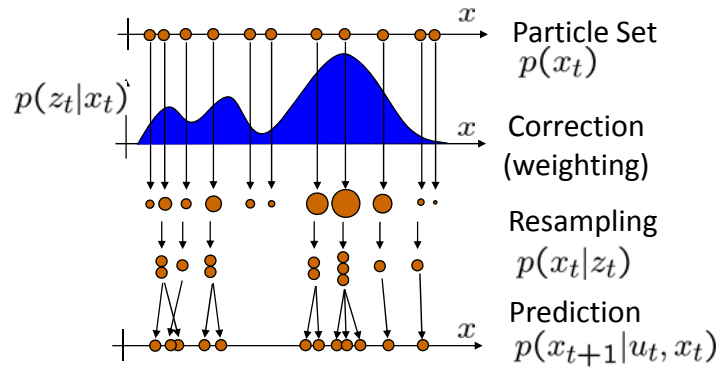 x
Particle Set
p(x_t)
p(z_t|x_t)
x
Correction
(weighting)
Resampling
p(x_t|z_t)
Prediction
x
p(x_{t+1}|u_t, x_t)